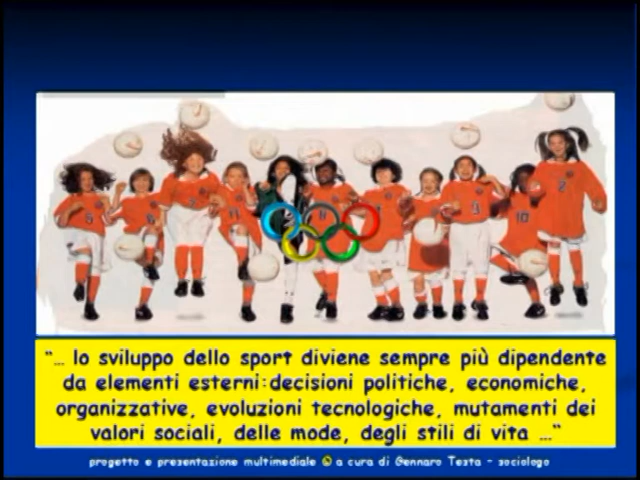 "... lo sviluppo dello sport diviene sempre più dipendente
da elementi esterni:decisioni politiche, economiche,
organizzative, evoluzioni tecnologiche, mutamenti dei
valori sociali, delle mode, degli stili di vita ..."
progetto e presentazione multimediale © a cura di Gennaro Testa - sociologo